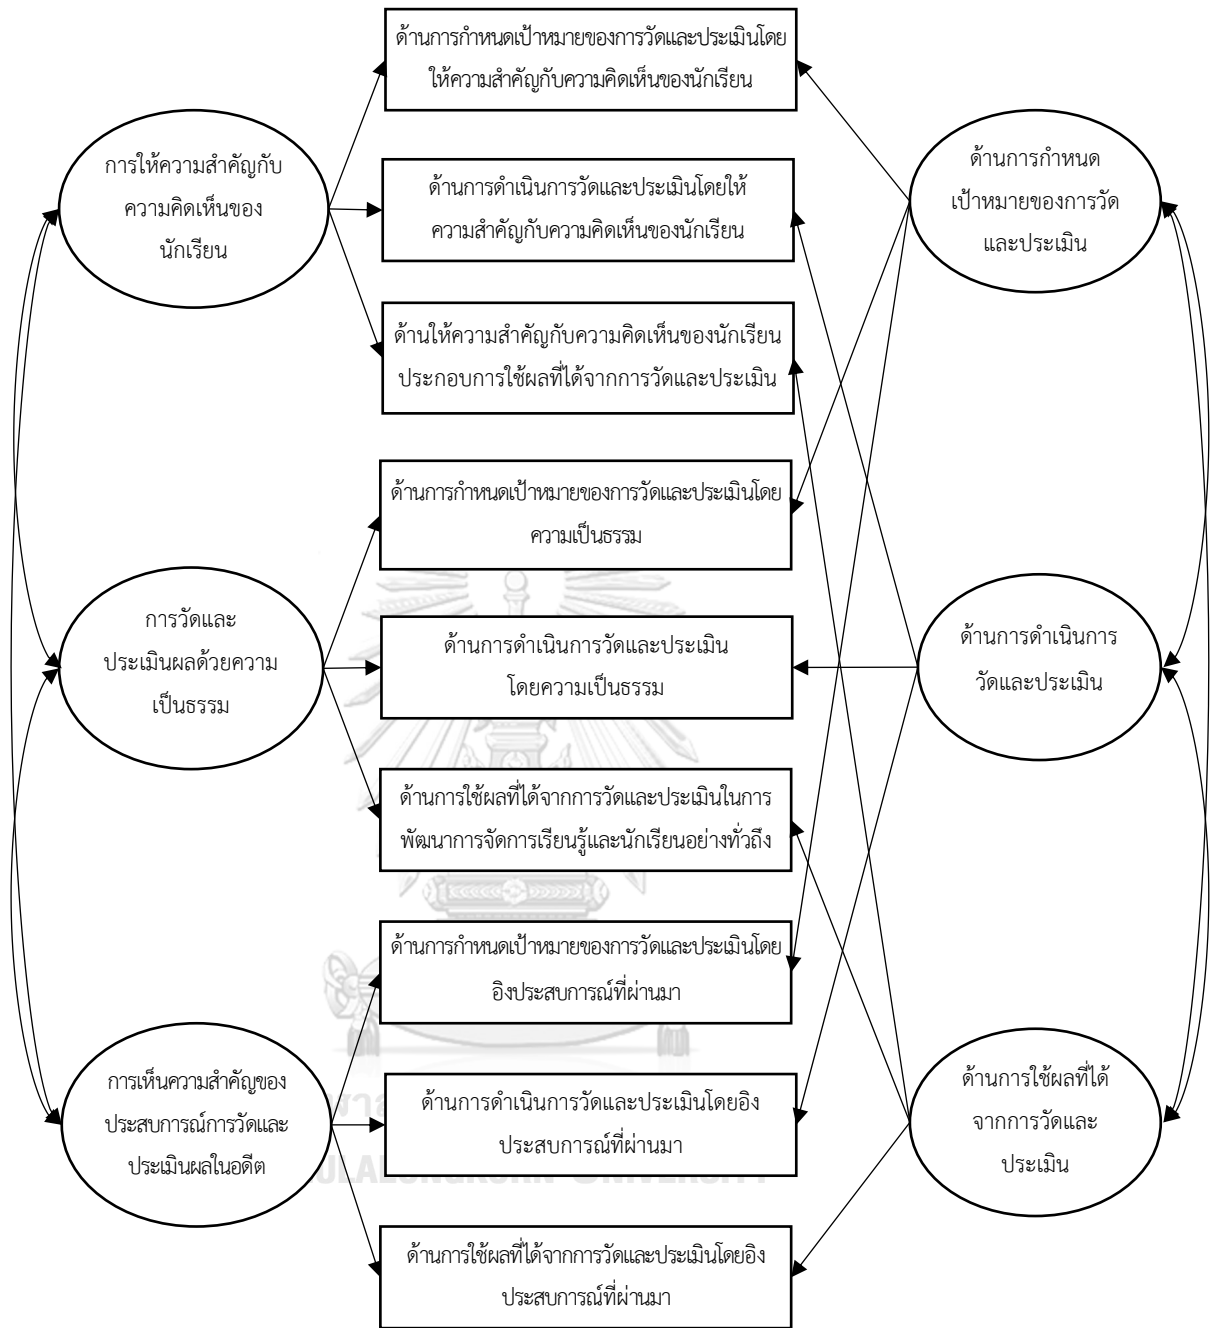 ด้านการกำหนดเป้าหมายของการวัดและประเมินโดย
ให้ความสำคัญกับความคิดเห็นของนักเรียน
การให้ความสำคัญกับ
ความคิดเห็นของ
นักเรียน
ด้านการดำเนินการวัดและประเมินโดยให้
ความสำคัญกับความคิดเห็นของนักเรียน
ด้านการกำหนด
เป้าหมายของการวัด
และประเมิน
ด้านให้ความสำคัญกับความคิดเห็นของนักเรียน
ประกอบการใช้ผลที่ได้จากการวัดและประเมิน
ด้านการกำหนดเป้าหมายของการวัดและประเมินโดย
ความเป็นธรรม
การวัดและ
ประเมินผลด้วยความ
เป็นธรรม
ด้านการดำเนินการวัดและประเมิน
โดยความเป็นธรรม
ด้านการดำเนินการ
วัดและประเมิน
ด้านการใช้ผลที่ได้จากการวัดและประเมินในการ
พัฒนาการจัดการเรียนรู้และนักเรียนอย่างทั่วถึง
ด้านการกำหนดเป้าหมายของการวัดและประเมินโดย
อิงประสบการณ์ที่ผ่านมา
การเห็นความสำคัญของ
ประสบการณ์การวัดและ
ประเมินผลในอดีต
ด้านการดำเนินการวัดและประเมินโดยอิง
ประสบการณ์ที่ผ่านมา
ด้านการใช้ผลที่ได้
จากการวัดและ
ประเมิน
ด้านการใช้ผลที่ได้จากการวัดและประเมินโดยอิง
ประสบการณ์ที่ผ่านมา